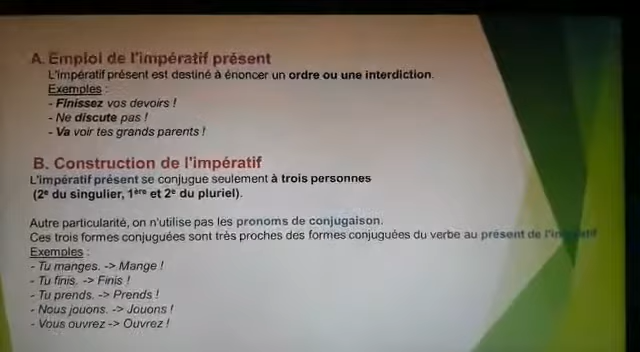 A. Emploi de l'impératif présent
L'impératif présent est destiné à énoncer un ordre ou une interdiction.
Exemples :
- Finissez vos devoirs !
- Ne discute pas !
- Va voir tes grands parents !
B. Construction de l'impératif
L'impératif présent se conjugue seulement à trois personnes
(2e du singulier, 1ère et 2e du pluriel).
Autre particularité, on n'utilise pas les pronoms de conjugaison.
Ces trois formes conjuguées sont très proches des formes conjuguées du verbe au présent de l'indicatif
Exemples :
- Tu manges. -> Mange !
- Tu finis. -> Finis !
- Tu prends. -> Prends !
- Nous jouons. -> Jouons !
- Vous ouvrez -> Ouvrez !